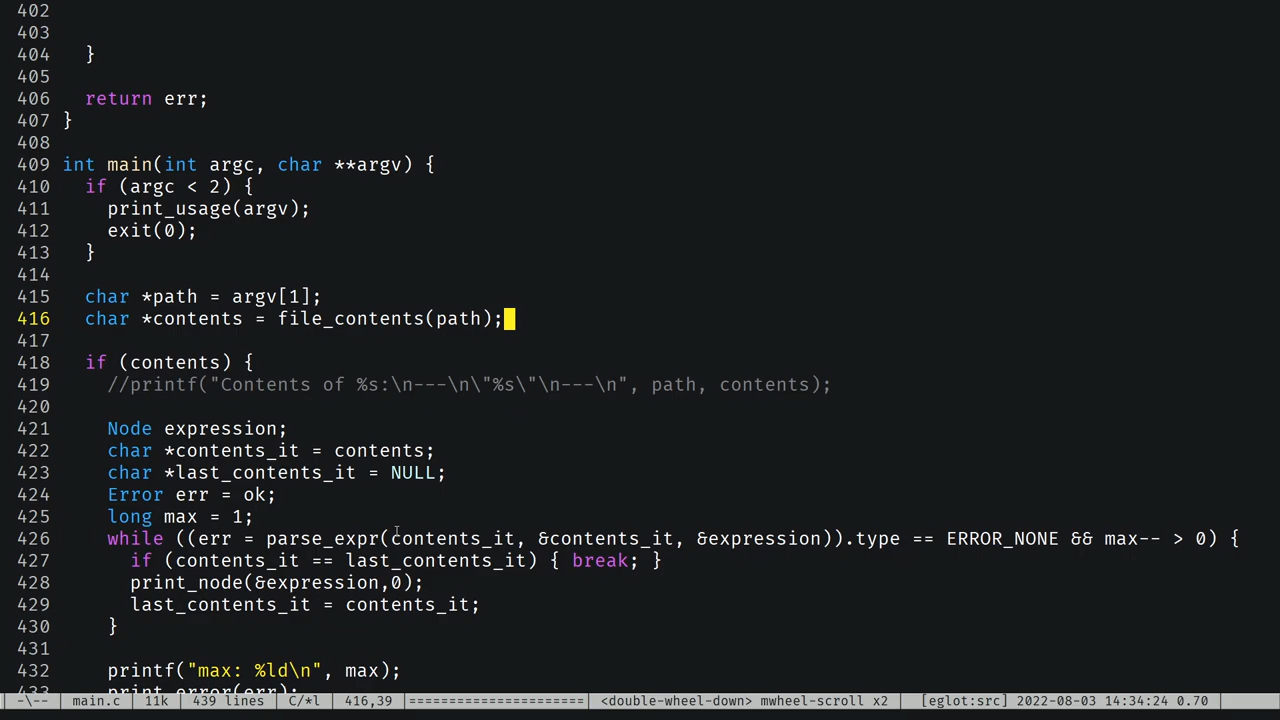 402
403
404   }
405
406   return err;
407 }
408
409 int main(int argc, char **argv) {
410   if (argc < 2) {
411     print_usage(argv);
412     exit(0);
413   }
414
415   char *path = argv[1];
416   char *contents = file_contents(path);
417
418   if (contents) {
419     //printf("Contents of %s:\n---\n\"%s\"\n---\n", path, contents);
420
421     Node expression;
422     char *contents_it = contents;
423     char *last_contents_it = NULL;
424     Error err = ok;
425     long max = 1;
426     while ((err = parse_expr(contents_it, &contents_it, &expression)).type == ERROR_NONE && max-- > 0) {
427       if (contents_it == last_contents_it) { break; }
428       print_node(&expression,0);
429       last_contents_it = contents_it;
430     }
431
432     printf("max: %ld\n", max);
433     print_error(err);
-\-- main.c 11k 439 lines C/*l 416,39 ====================== <double-wheel-down> mwheel-scroll x2 [eglot:src] 2022-08-03 14:34:24 0.70